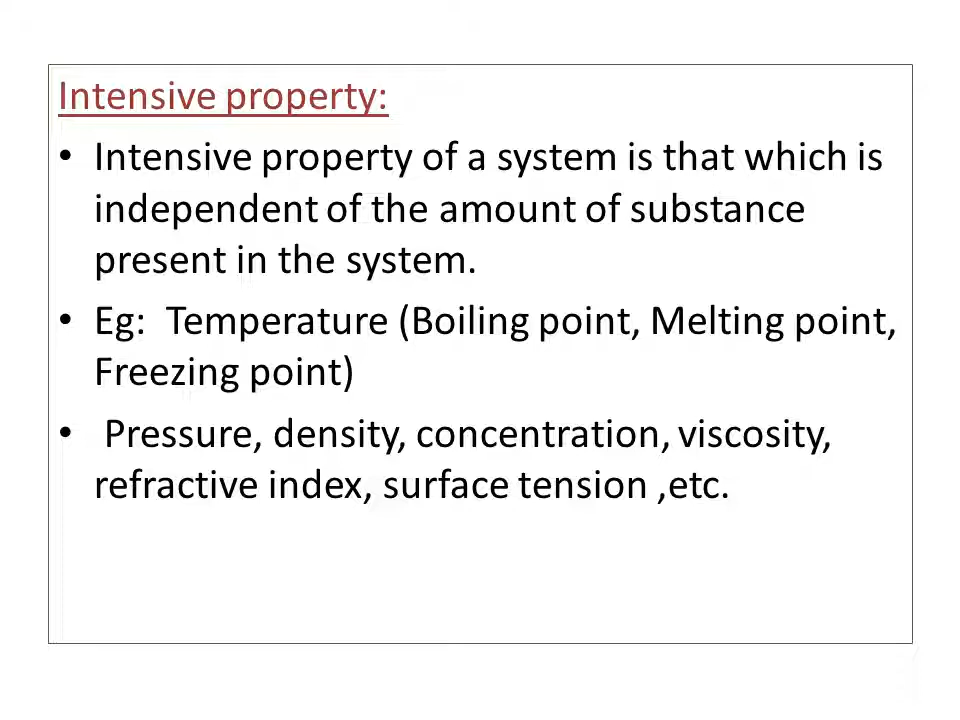 Intensive property:
• Intensive property of a system is that which is
independent of the amount of substance
present in the system.
• Eg:  Temperature (Boiling point, Melting point,
Freezing point)
•  Pressure, density, concentration, viscosity,
refractive index, surface tension ,etc.